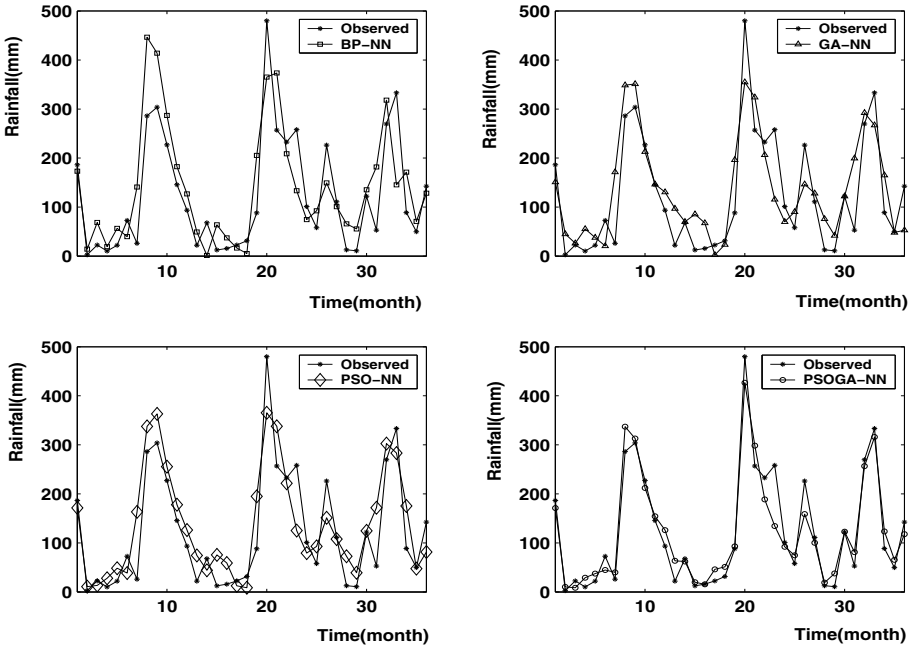 Rainfall(mm)
500
400
300
200
100
0
10
20
30
Time(month)
Observed
BP−NN
Rainfall(mm)
500
400
300
200
100
0
10
20
30
Time(month)
Observed
GA−NN
Rainfall(mm)
500
400
300
200
100
0
10
20
30
Time(month)
Observed
PSO−NN
Rainfall(mm)
500
400
300
200
100
0
10
20
30
Time(month)
Observed
PSOGA−NN